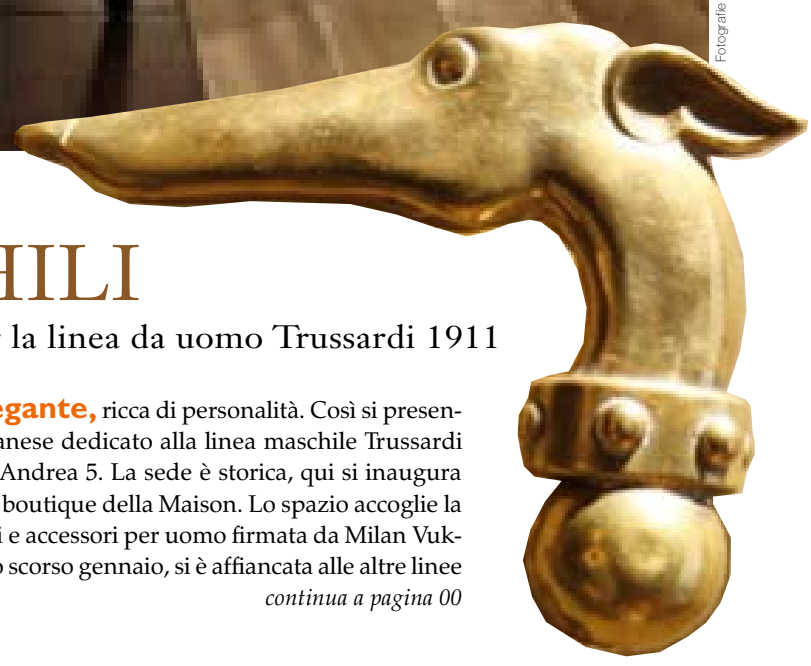 Fotografie
HILI
la linea da uomo Trussardi 1911
egante, ricca di personalità. Così si presen-
anese dedicato alla linea maschile Trussardi
Andrea 5. La sede è storica, qui si inaugura
boutique della Maison. Lo spazio accoglie la
i e accessori per uomo firmata da Milan Vuk-
o scorso gennaio, si è affiancata alle altre linee
continua a pagina 00